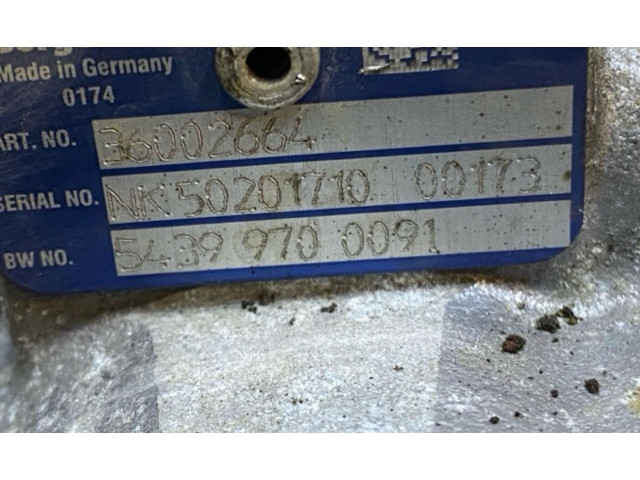 Made in Germany
0174
ART. NO. 36002664
SERIAL NO. NK50201710 00173
BW NO. 5439 970 0091